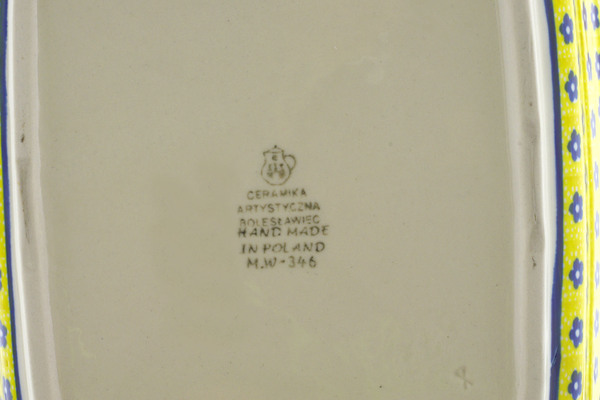 CERAMIKA
ARTYSTYCZNA
BOLESŁAWIEC
HAND MADE
IN POLAND
M.W-346